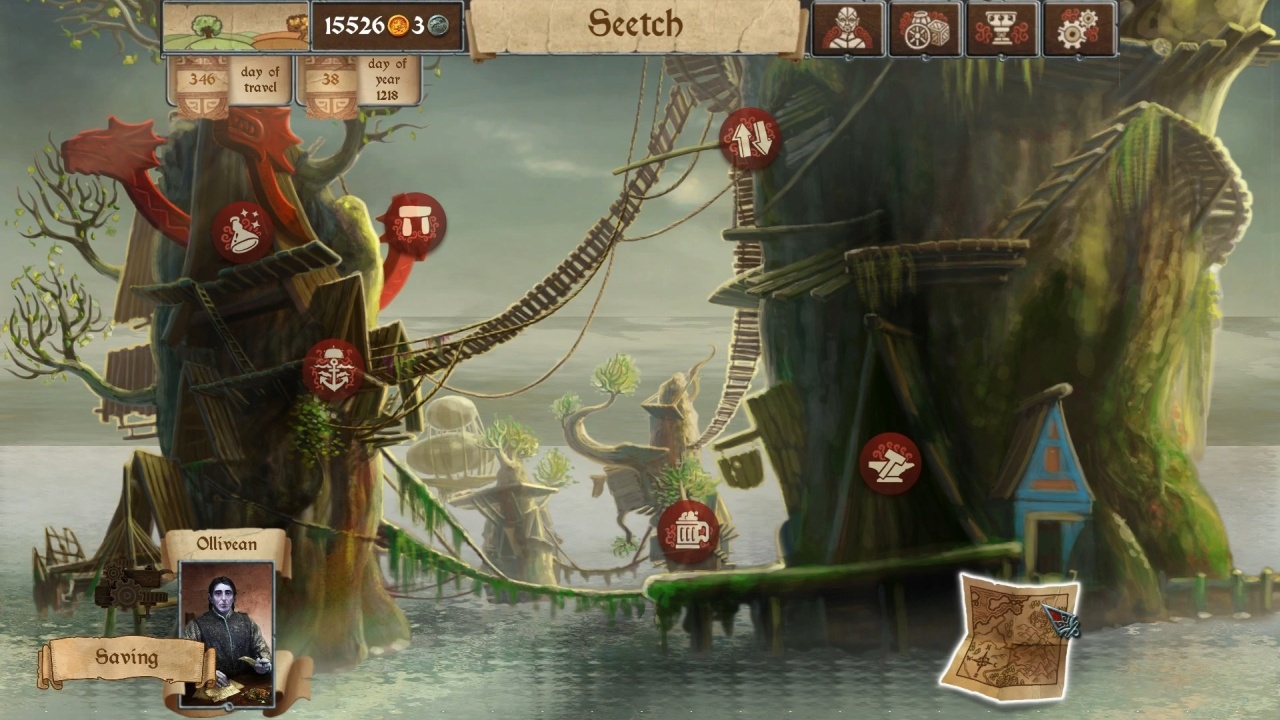 15526 3
Seetch
346
day of
travel
38
day of
year
1218
Ollivean
Saving